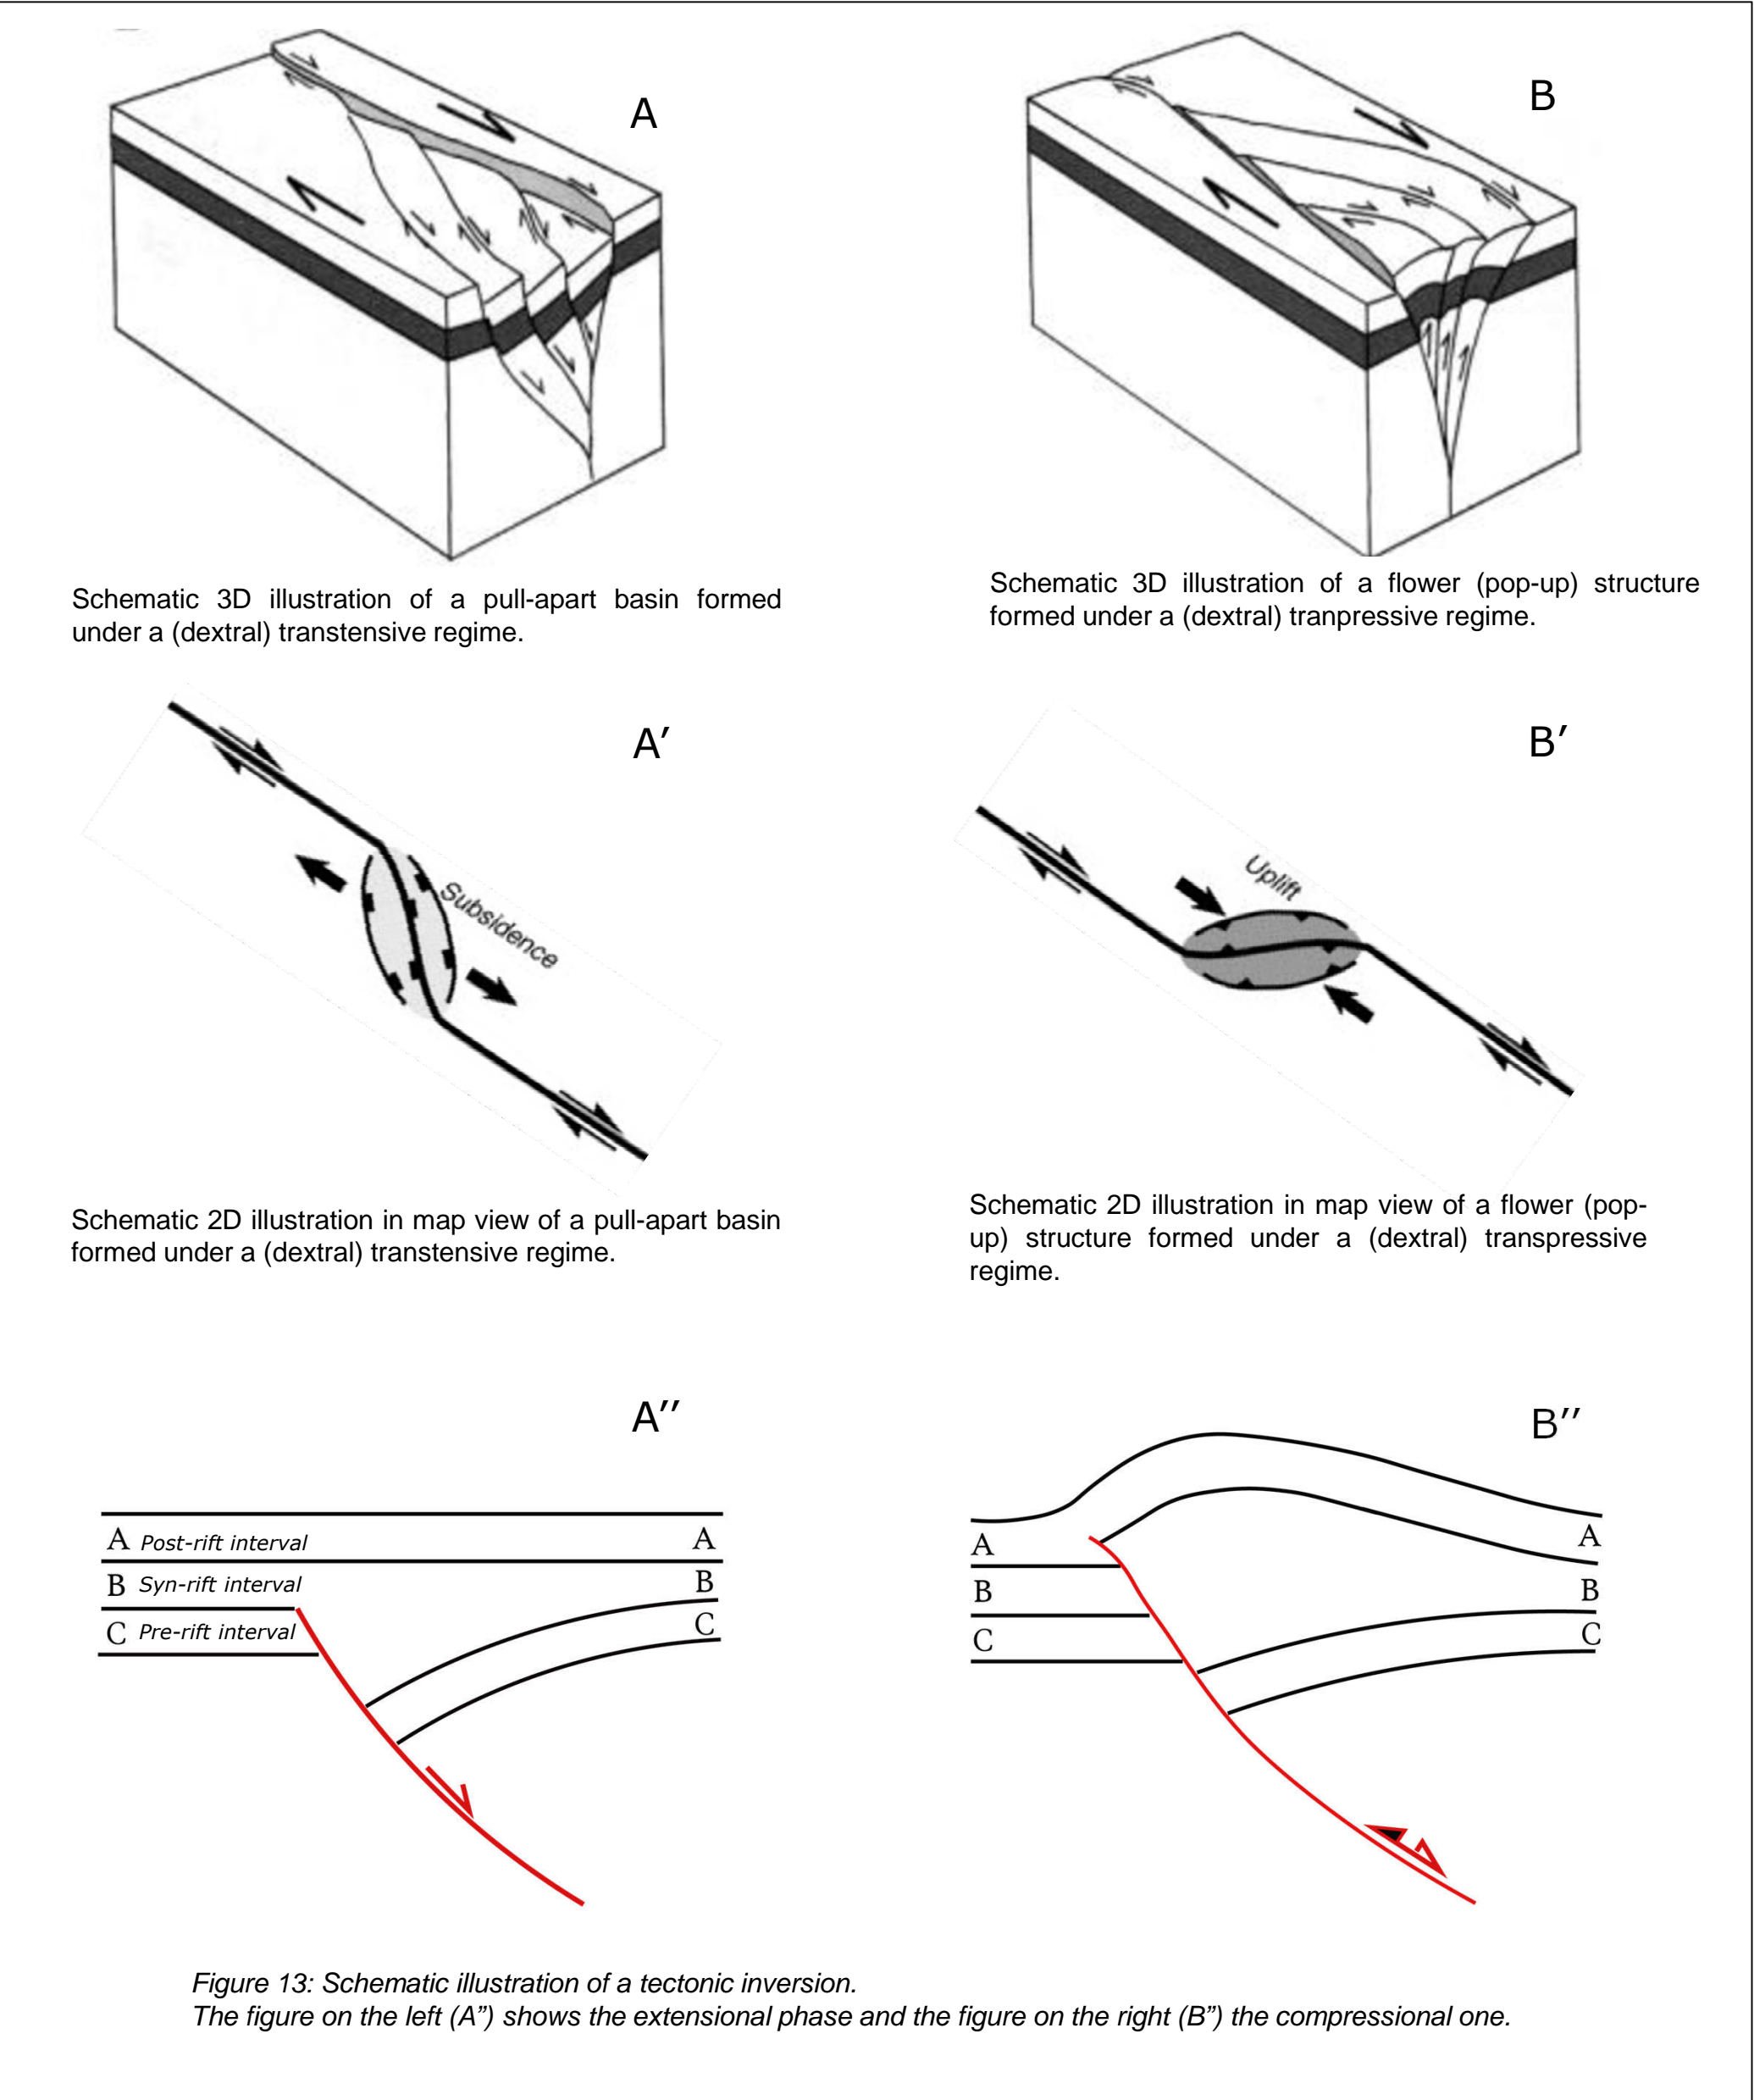 A
B
Schematic 3D illustration of a pull-apart basin formed
under a (dextral) transtensive regime.
Schematic 3D illustration of a flower (pop-up) structure
formed under a (dextral) tranpressive regime.
A′
B′
Subsidence
Uplift
Schematic 2D illustration in map view of a pull-apart basin
formed under a (dextral) transtensive regime.
Schematic 2D illustration in map view of a flower (pop-
up) structure formed under a (dextral) transpressive
regime.
A′′
B′′
A Post-rift interval A
B Syn-rift interval B
C Pre-rift interval C
A A
B B
C C
Figure 13: Schematic illustration of a tectonic inversion.
The figure on the left (A”) shows the extensional phase and the figure on the right (B”) the compressional one.